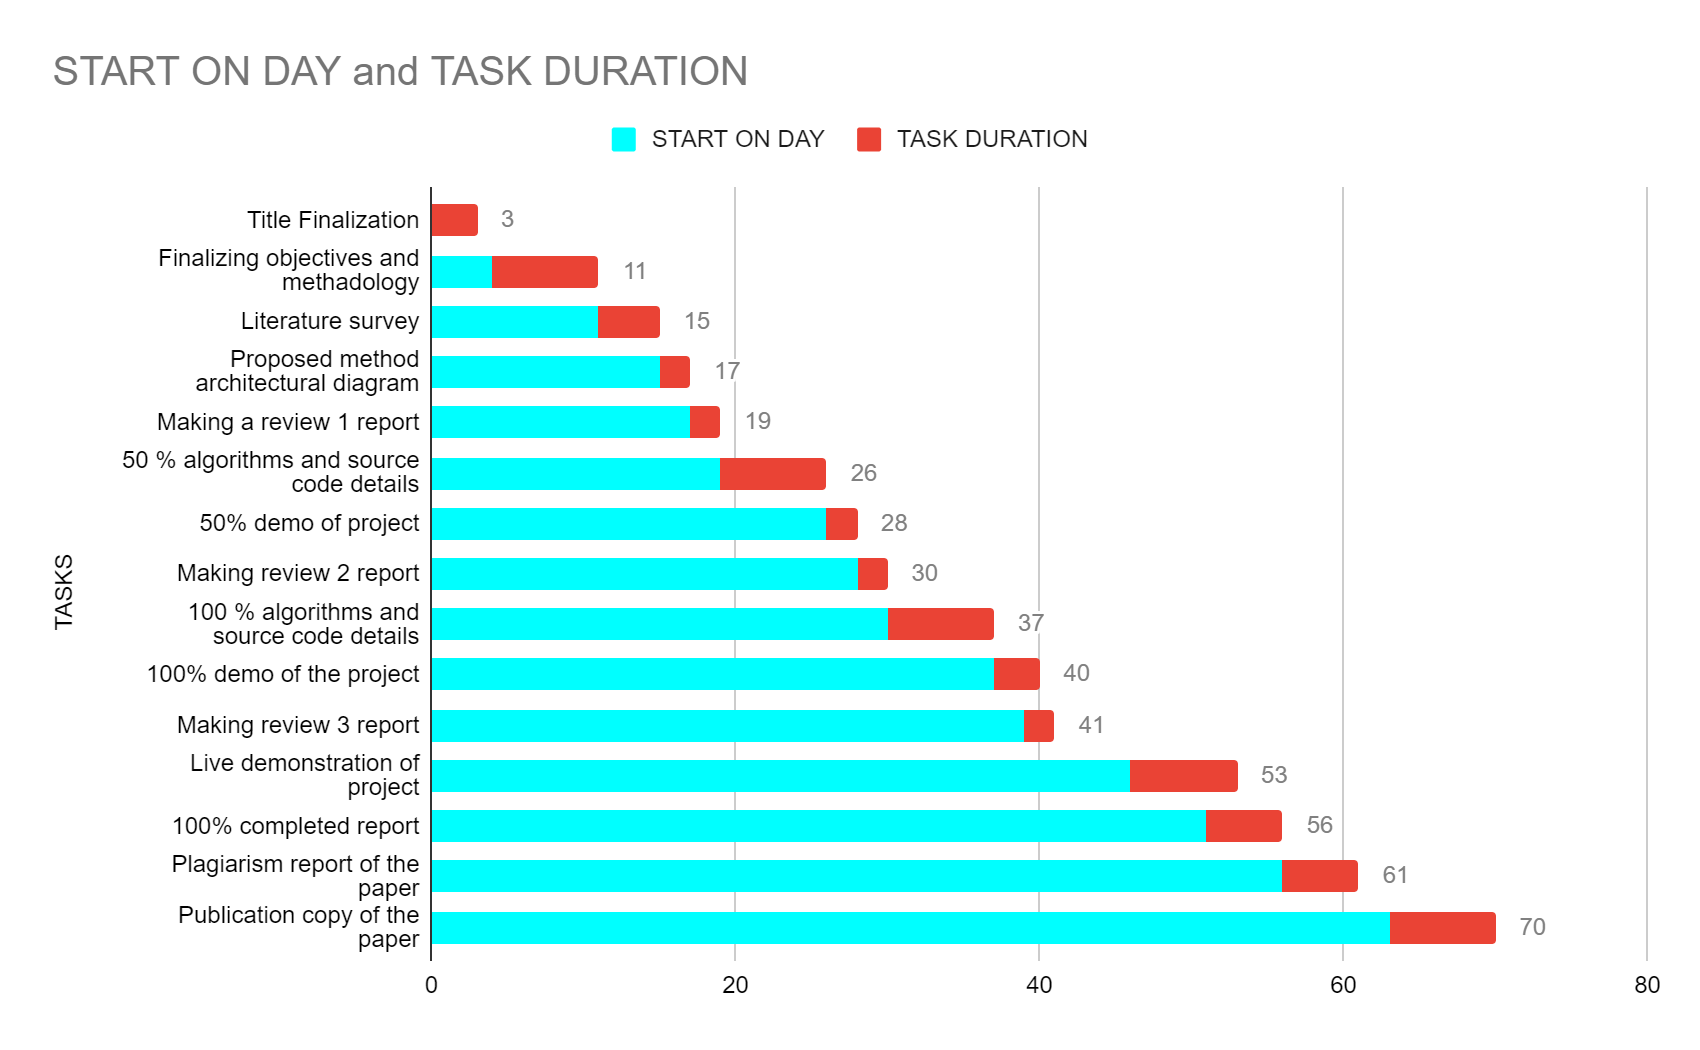 START ON DAY and TASK DURATION
START ON DAY
TASK DURATION
TASKS
Title Finalization
3
Finalizing objectives and
methadology
11
Literature survey
15
Proposed method
architectural diagram
17
Making a review 1 report
19
50 % algorithms and source
code details
26
50% demo of project
28
Making review 2 report
30
100 % algorithms and
source code details
37
100% demo of the project
40
Making review 3 report
41
Live demonstration of
project
53
100% completed report
56
Plagiarism report of the
paper
61
Publication copy of the
paper
70
0
20
40
60
80